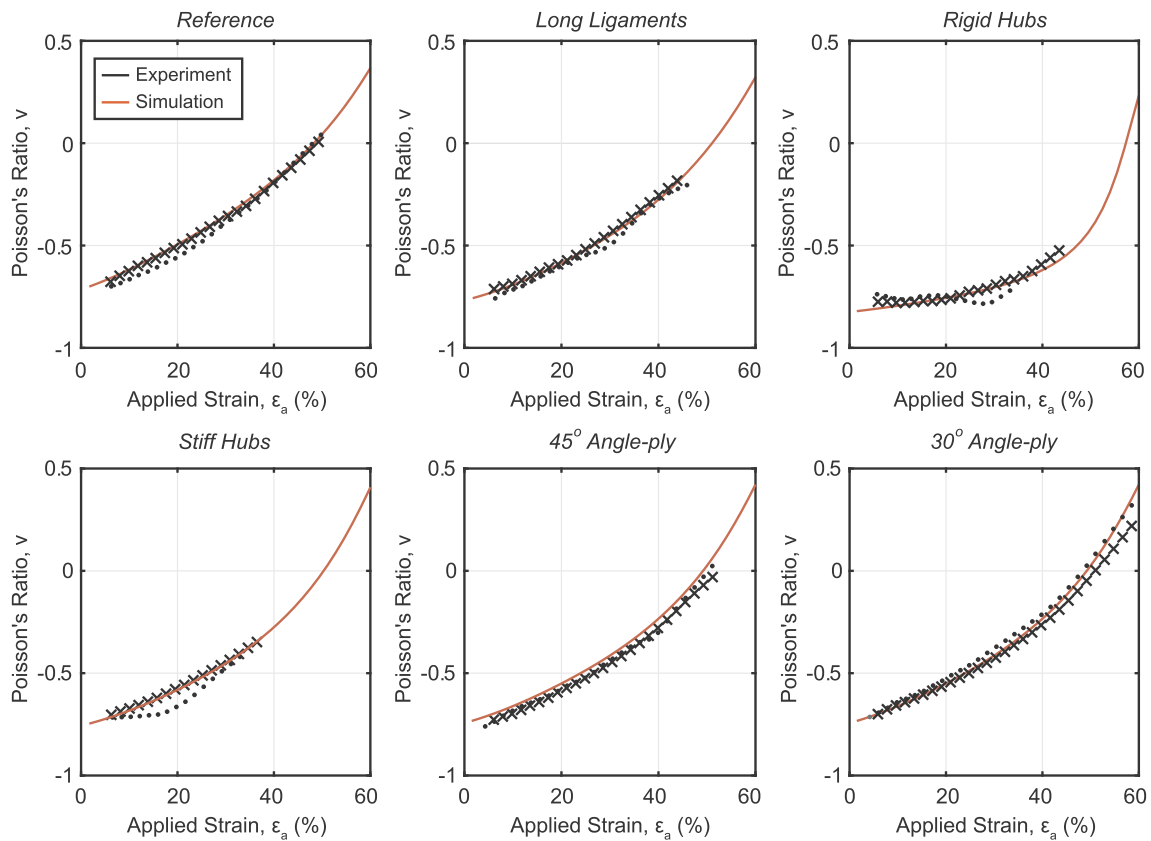 Reference
0.5
0
-0.5
-1
0
20
40
60
Poisson's Ratio, v
Applied Strain, εa (%)
Experiment
Simulation
Long Ligaments
0.5
0
-0.5
-1
0
20
40
60
Poisson's Ratio, v
Applied Strain, εa (%)
Rigid Hubs
0.5
0
-0.5
-1
0
20
40
60
Poisson's Ratio, v
Applied Strain, εa (%)
Stiff Hubs
0.5
0
-0.5
-1
0
20
40
60
Poisson's Ratio, v
Applied Strain, εa (%)
45o Angle-ply
0.5
0
-0.5
-1
0
20
40
60
Poisson's Ratio, v
Applied Strain, εa (%)
30o Angle-ply
0.5
0
-0.5
-1
0
20
40
60
Poisson's Ratio, v
Applied Strain, εa (%)